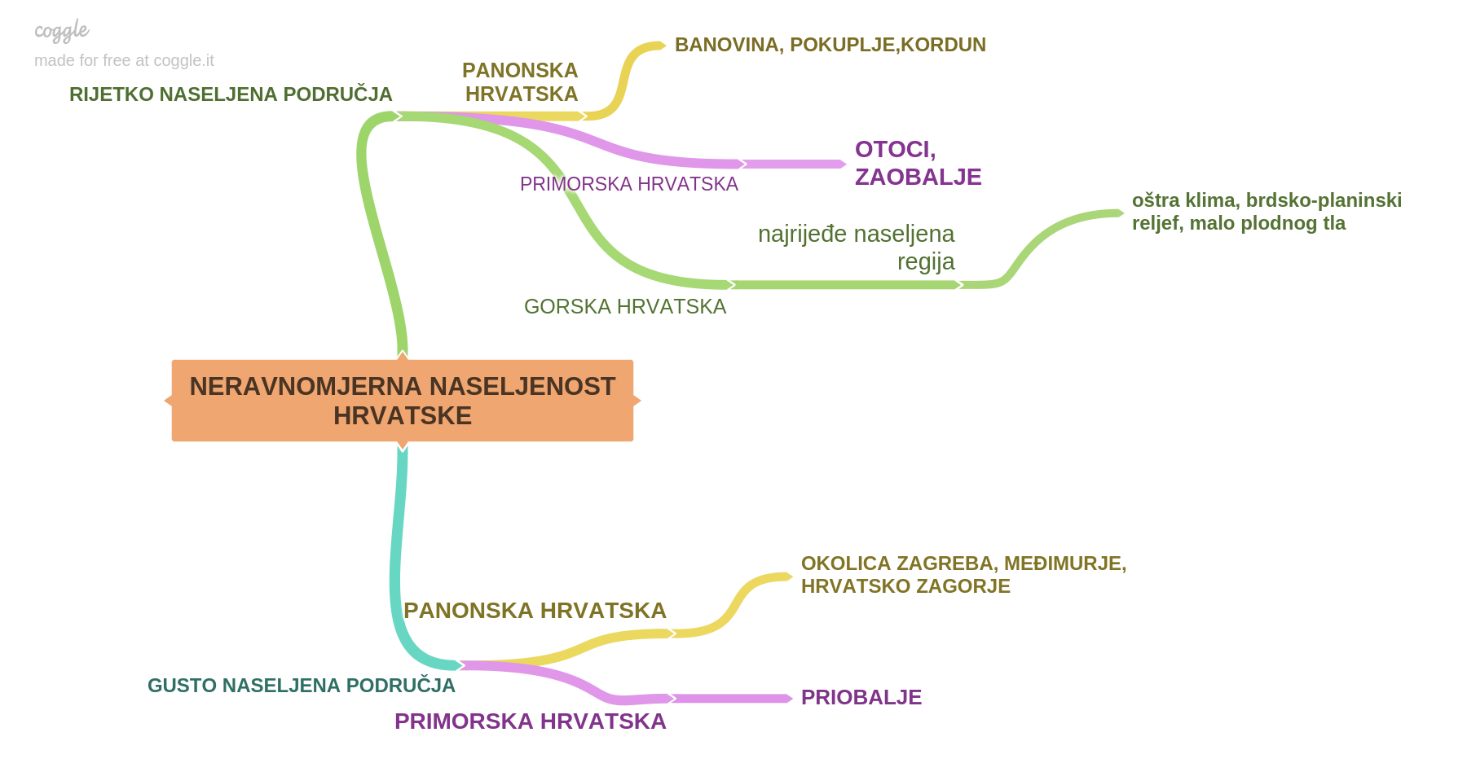 coggle
made for free at coggle.it
RIJETKO NASELJENA PODRUČJA
PANONSKA
HRVATSKA
BANOVINA, POKUPLJE,KORDUN
PRIMORSKA HRVATSKA
OTOCI,
ZAOBALJE
GORSKA HRVATSKA
najrijeđe naseljena
regija
oštra klima, brdsko-planinski
reljef, malo plodnog tla
NERAVNOMJERNA NASELJENOST
HRVATSKE
GUSTO NASELJENA PODRUČJA
PANONSKA HRVATSKA
OKOLICA ZAGREBA, MEĐIMURJE,
HRVATSKO ZAGORJE
PRIMORSKA HRVATSKA
PRIOBALJE